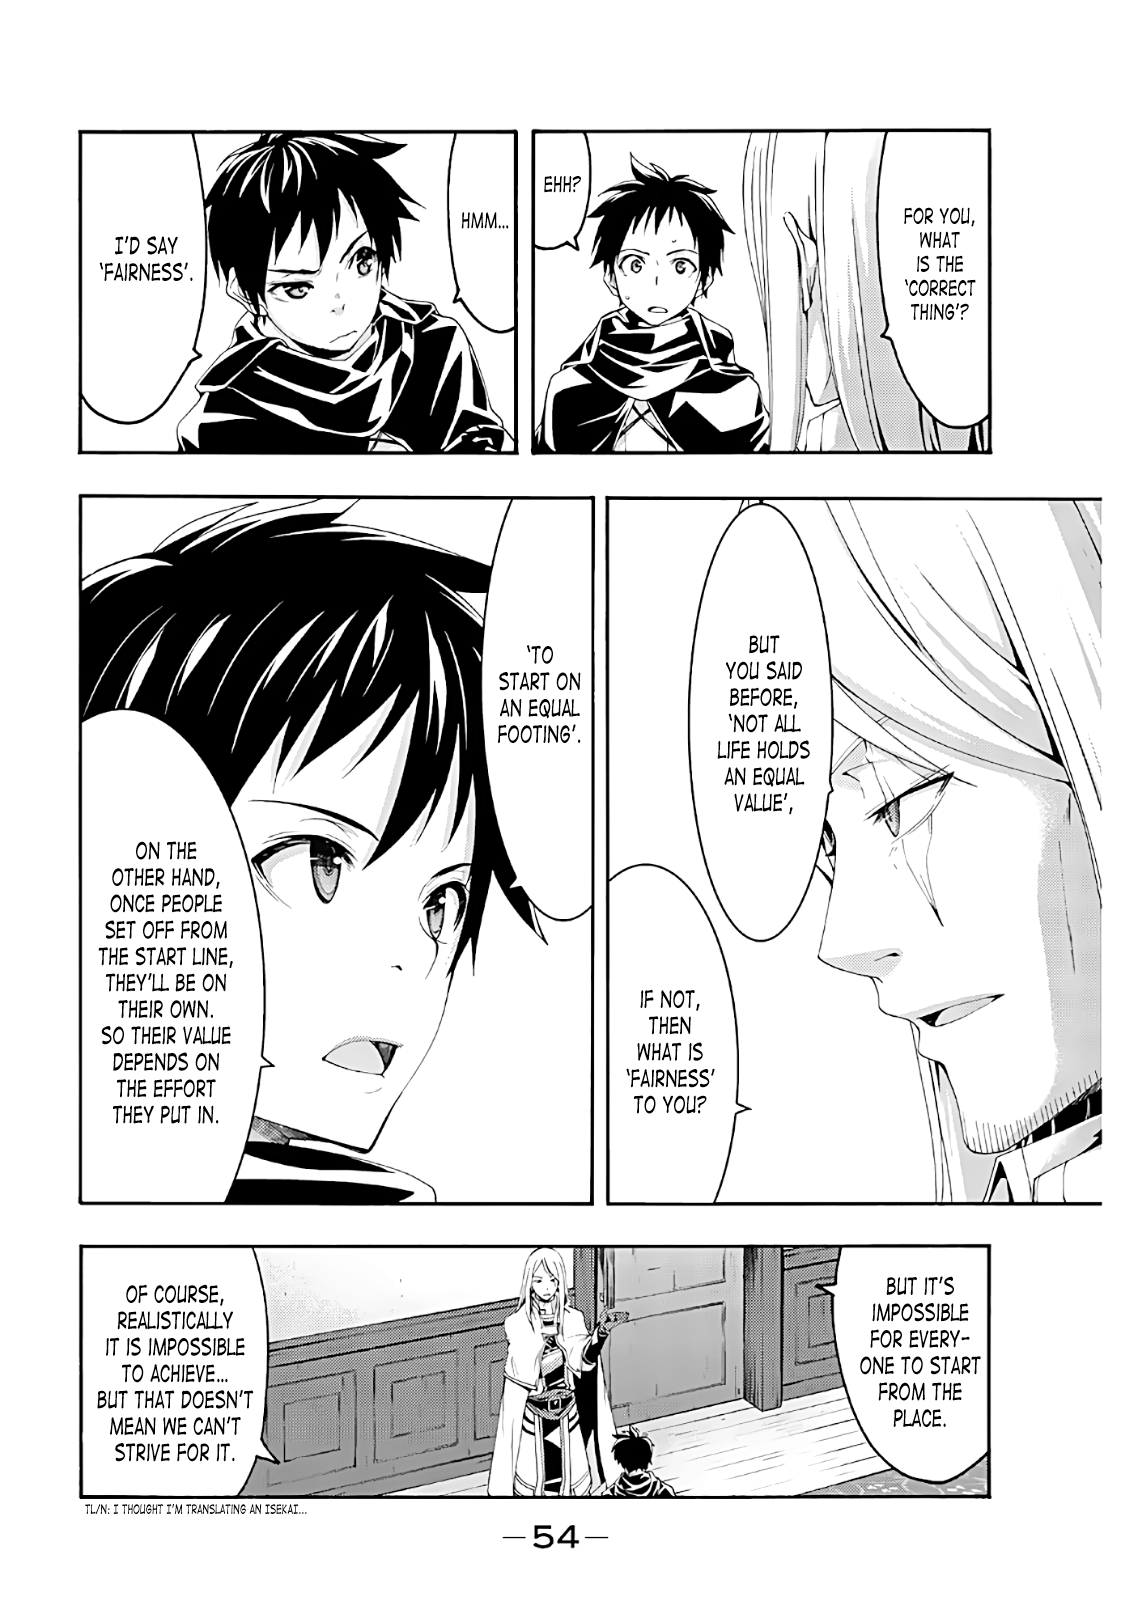 FOR YOU,
WHAT
IS THE
'CORRECT
THING'?
EHH?
HMM...
I'D SAY
'FAIRNESS'.
BUT
YOU SAID
BEFORE,
'NOT ALL
LIFE HOLDS
AN EQUAL
VALUE',
IF NOT,
THEN
WHAT IS
'FAIRNESS'
TO YOU?
'TO
START ON
AN EQUAL
FOOTING'.
ON THE
OTHER HAND,
ONCE PEOPLE
SET OFF FROM
THE START LINE,
THEY'LL BE ON
THEIR OWN.
SO THEIR VALUE
DEPENDS ON
THE EFFORT
THEY PUT IN.
BUT IT'S
IMPOSSIBLE
FOR EVERY-
ONE TO START
FROM THE
PLACE.
OF COURSE,
REALISTICALLY
IT IS IMPOSSIBLE
TO ACHIEVE...
BUT THAT DOESN'T
MEAN WE CAN'T
STRIVE FOR IT.
TL/N: I THOUGHT I'M TRANSLATING AN ISEKAI...
—54—